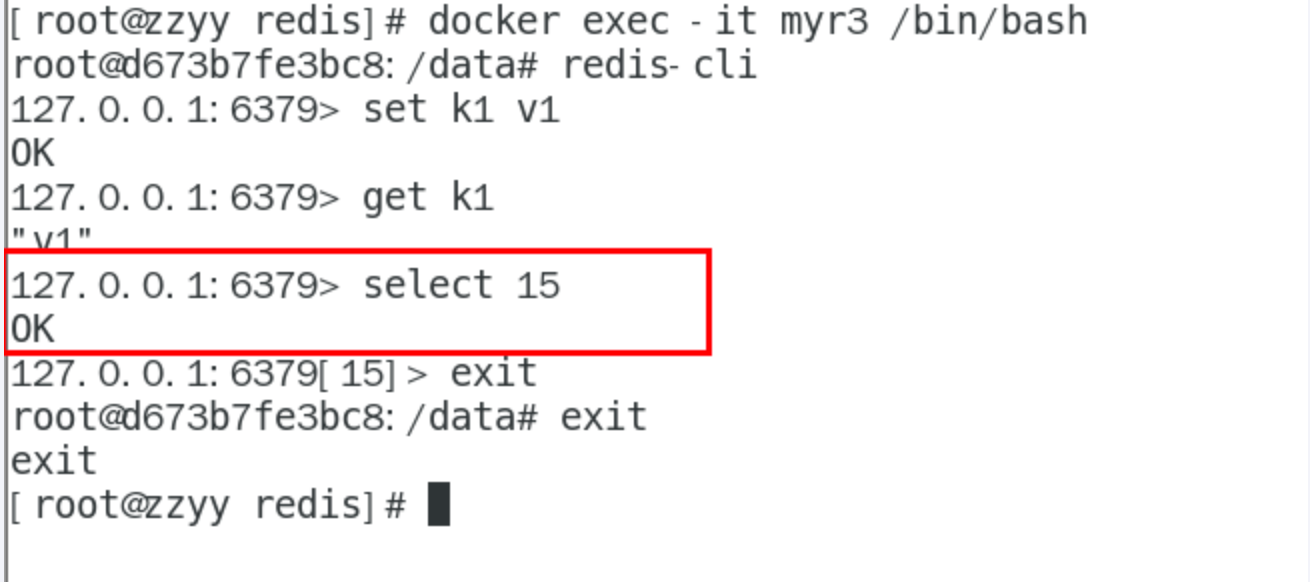 [root@zzyy redis]# docker exec -it myr3 /bin/bash
root@d673b7fe3bc8:/data# redis-cli
127.0.0.1:6379> set k1 v1
OK
127.0.0.1:6379> get k1
"v1"
127.0.0.1:6379> select 15
OK
127.0.0.1:6379[15]> exit
root@d673b7fe3bc8:/data# exit
exit
[root@zzyy redis]#